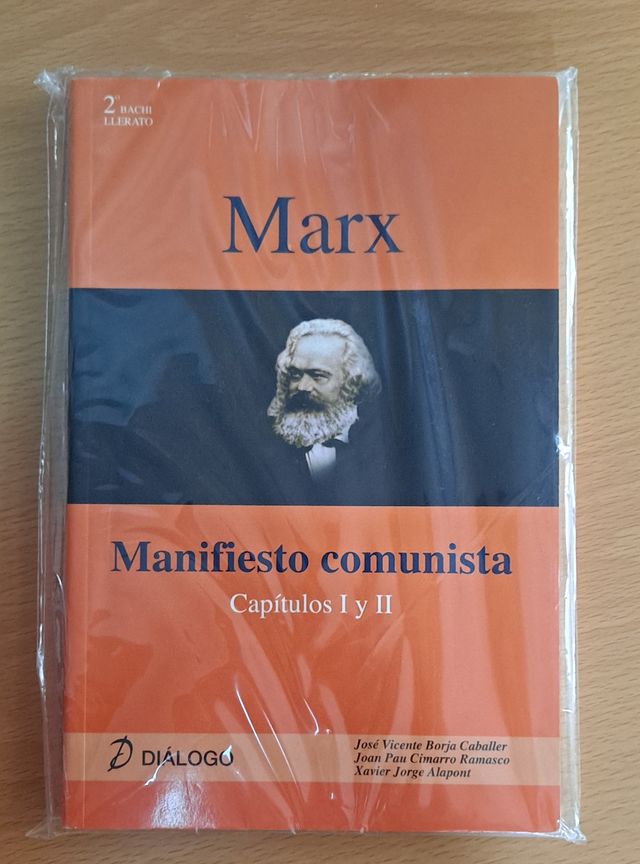 2º BACHI
LLERATO
Marx
Manifiesto comunista
Capítulos I y II
DIÁLOGO
José Vicente Borja Caballer
Joan Pau Cimarro Ramasco
Xavier Jorge Alapont